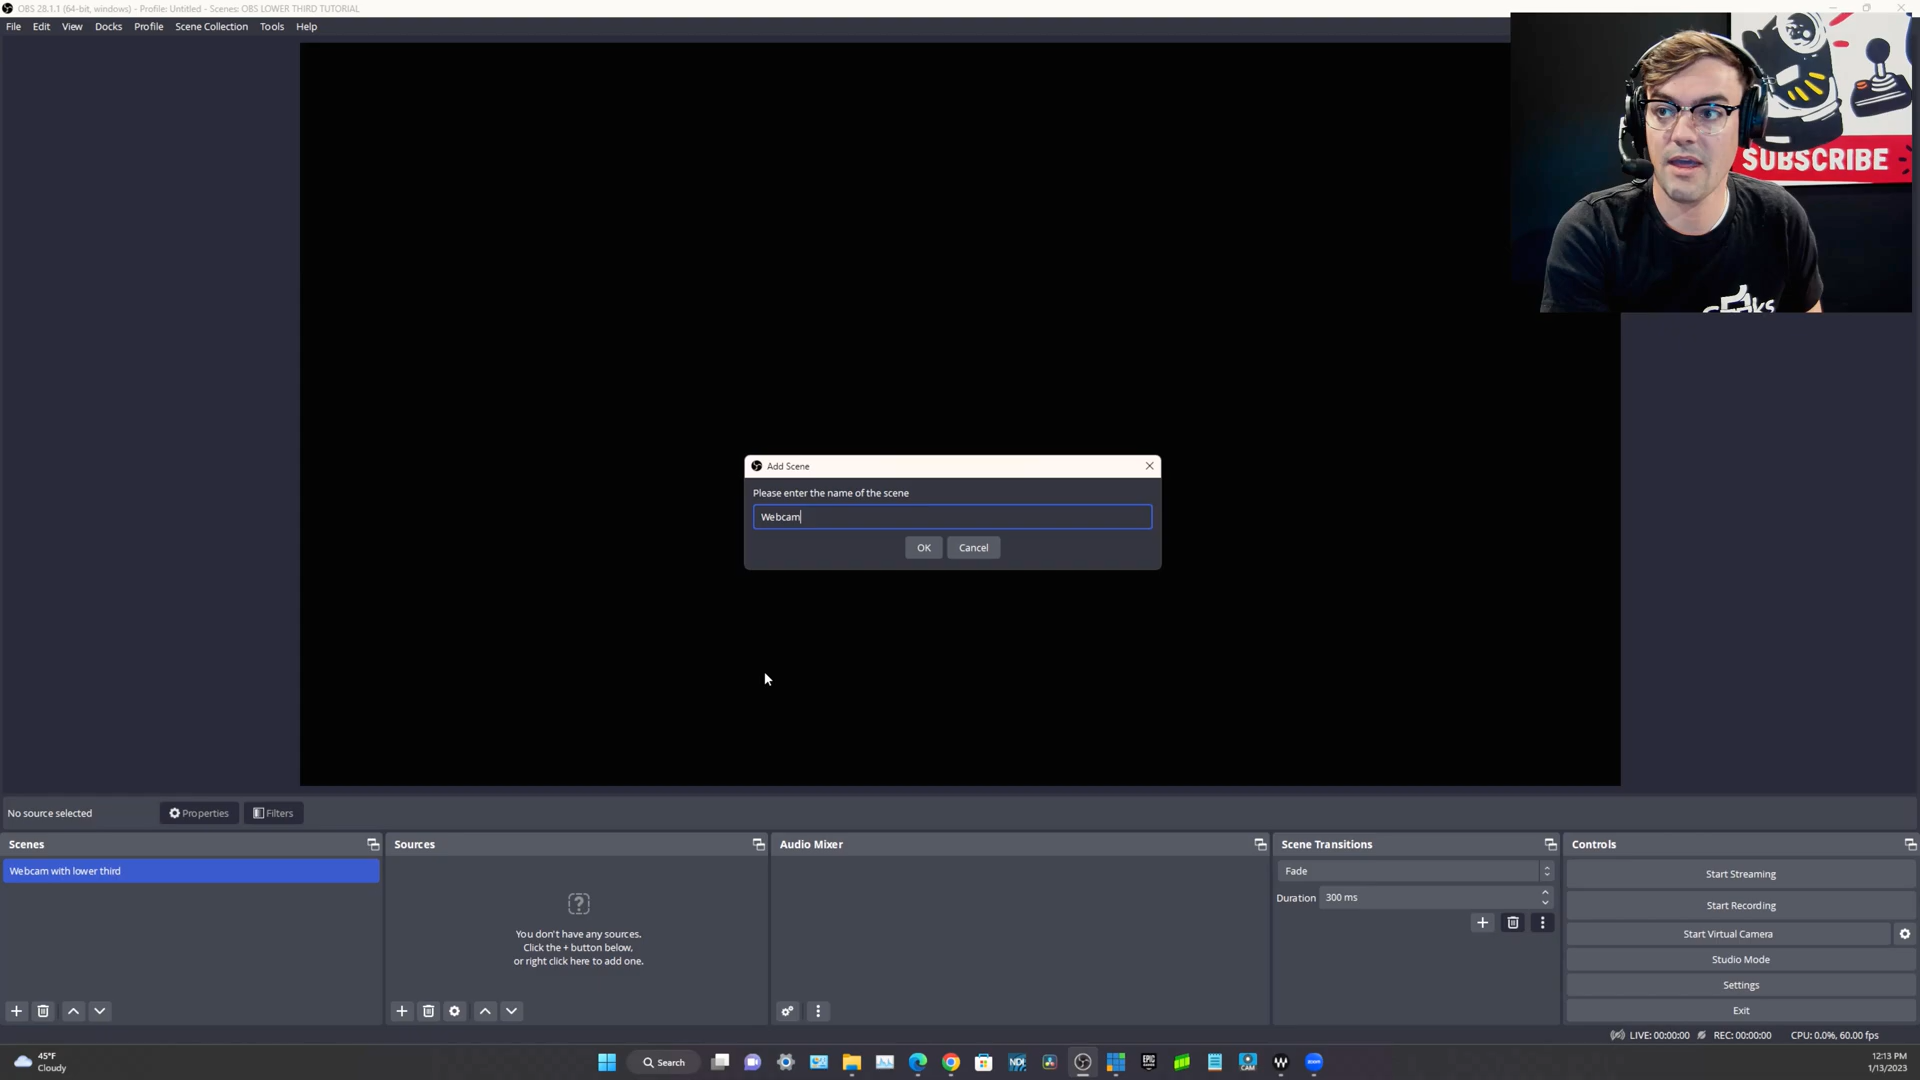 OBS 28.1.1 (64-bit, windows) - Profile: Untitled - Scenes: OBS LOWER THIRD TUTORIAL
File Edit View Docks Profile Scene Collection Tools Help
SUBSCRIBE
Add Scene
Please enter the name of the scene
Webcam
OK Cancel
No source selected Properties Filters
Scenes Sources Audio Mixer Scene Transitions Controls
Webcam with lower third
You don't have any sources.
Click the + button below,
or right click here to add one.
Fade
Duration 300 ms
Start Streaming
Start Recording
Start Virtual Camera
Studio Mode
Settings
Exit
LIVE: 00:00:00 REC: 00:00:00 CPU: 0.0%, 60.00 fps
45°F
Cloudy
Search
NDI
EPIC
CAM
zoom
12:13 PM
1/13/2023